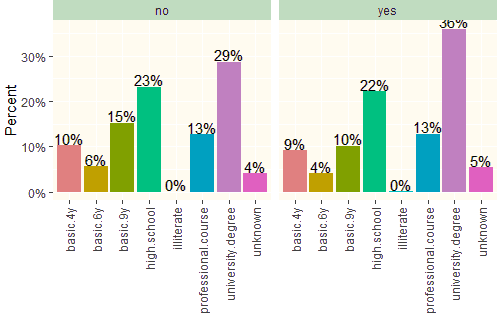 no
yes
Percent
30%
20%
10%
0%
10%
6%
15%
23%
0%
13%
29%
4%
9%
4%
10%
22%
0%
13%
36%
5%
basic.4y
basic.6y
basic.9y
high.school
illiterate
professional.course
university.degree
unknown
basic.4y
basic.6y
basic.9y
high.school
illiterate
professional.course
university.degree
unknown